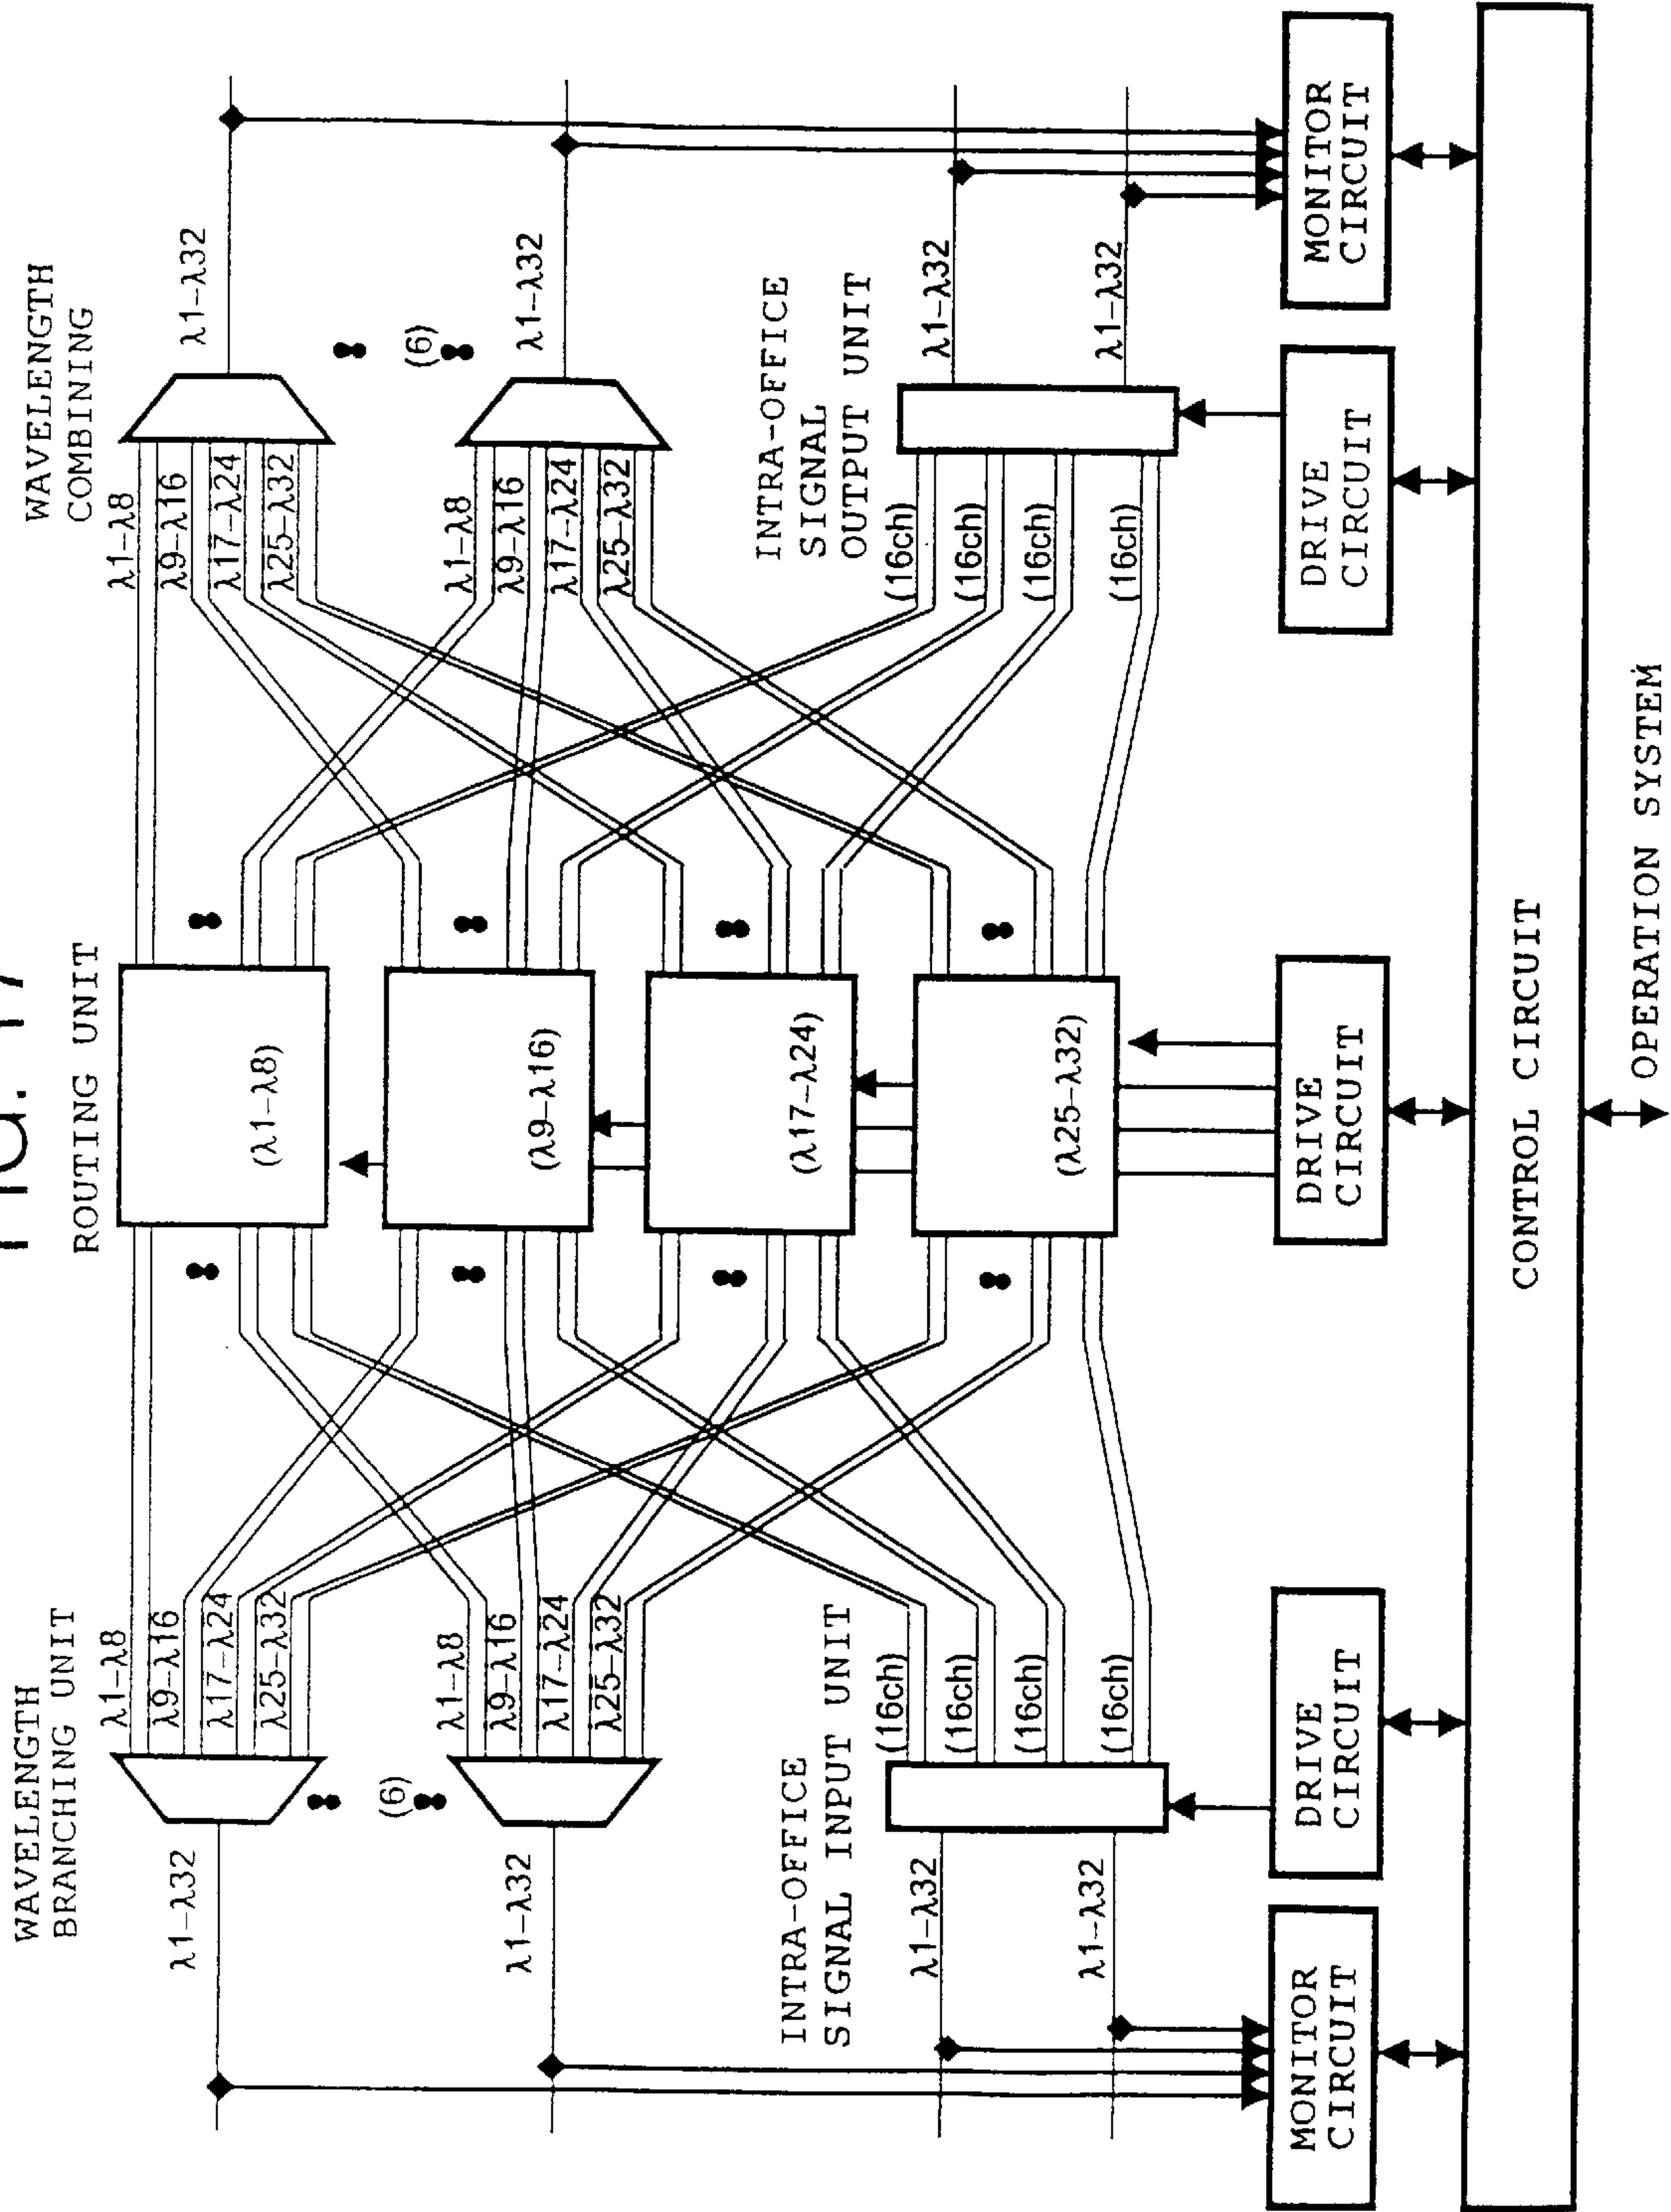 WAVELENGTH
BRANCHING UNIT
ROUTING UNIT
WAVELENGTH
COMBINING
λ1-λ32
λ1-λ8
λ9-λ16
λ17-λ24
λ25-λ32
(λ1-λ8)
λ1-λ8
λ9-λ16
λ17-λ24
λ25-λ32
λ1-λ32
(6)
(6)
λ1-λ32
λ1-λ8
λ9-λ16
λ17-λ24
λ25-λ32
(λ9-λ16)
λ1-λ8
λ9-λ16
λ17-λ24
λ25-λ32
λ1-λ32
INTRA-OFFICE
SIGNAL INPUT UNIT
(λ17-λ24)
INTRA-OFFICE
SIGNAL
OUTPUT UNIT
λ1-λ32
λ1-λ32
(16ch)
(16ch)
(16ch)
(16ch)
(λ25-λ32)
(16ch)
(16ch)
(16ch)
(16ch)
λ1-λ32
λ1-λ32
MONITOR
CIRCUIT
DRIVE
CIRCUIT
DRIVE
CIRCUIT
DRIVE
CIRCUIT
MONITOR
CIRCUIT
CONTROL CIRCUIT
OPERATION SYSTEM